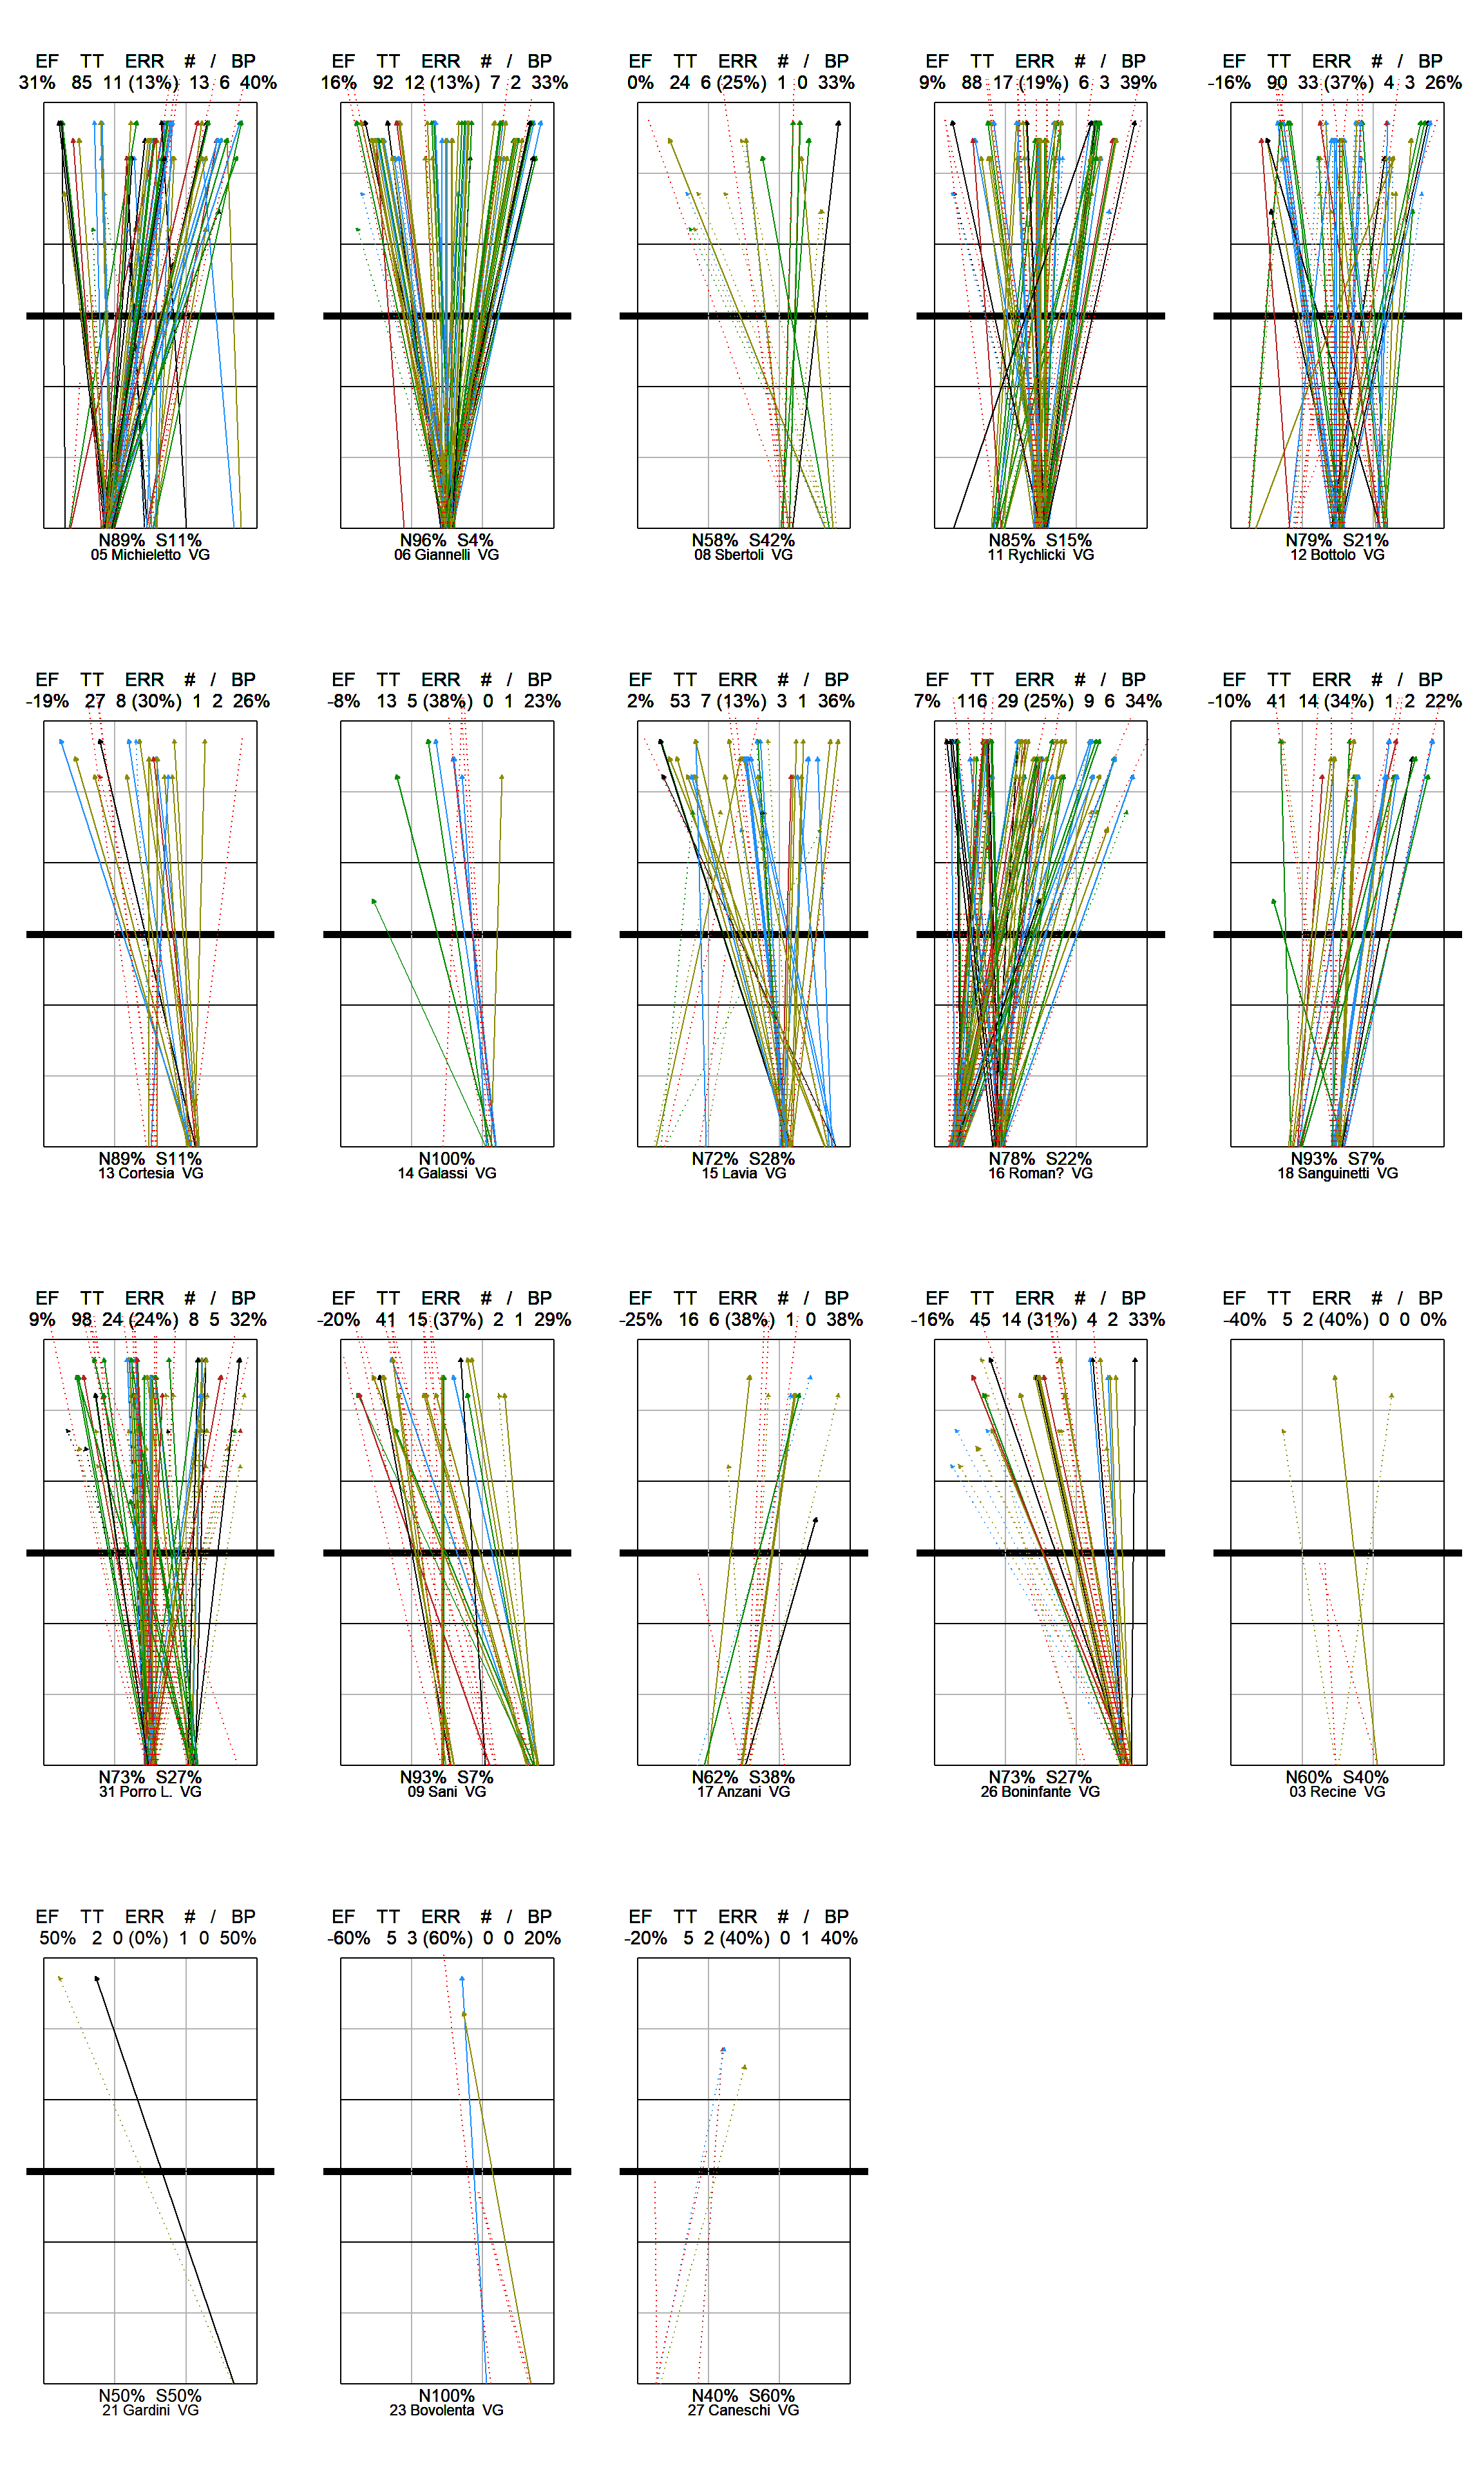 EF TT ERR # / BP EF TT ERR # / BP EF TT ERR # / BP EF TT ERR # / BP EF TT ERR # / BP
31% 85 11 (13%) 13 6 40% 16% 92 12 (13%) 7 2 33% 0% 24 6 (25%) 1 0 33% 9% 88 17 (19%) 6 3 39% -16% 90 33 (37%) 4 3 26%
N89% S11% N96% S4% N58% S42% N85% S15% N79% S21%
05 Michieletto VG 06 Giannelli VG 08 Sbertoli VG 11 Rychlicki VG 12 Bottolo VG
EF TT ERR # / BP EF TT ERR # / BP EF TT ERR # / BP EF TT ERR # / BP EF TT ERR # / BP
-19% 27 8 (30%) 1 2 26% -8% 13 5 (38%) 0 1 23% 2% 53 7 (13%) 3 1 36% 7% 116 29 (25%) 9 6 34% -10% 41 14 (34%) 1 2 22%
N89% S11% N100% N72% S28% N78% S22% N93% S7%
13 Cortesia VG 14 Galassi VG 15 Lavia VG 16 Roman? VG 18 Sanguinetti VG
EF TT ERR # / BP EF TT ERR # / BP EF TT ERR # / BP EF TT ERR # / BP EF TT ERR # / BP
9% 98 24 (24%) 8 5 32% -20% 41 15 (37%) 2 1 29% -25% 16 6 (38%) 1 0 38% -16% 45 14 (31%) 4 2 33% -40% 5 2 (40%) 0 0 0%
N73% S27% N93% S7% N62% S38% N73% S27% N60% S40%
31 Porro L. VG 09 Sani VG 17 Anzani VG 26 Boninfante VG 03 Recine VG
EF TT ERR # / BP EF TT ERR # / BP EF TT ERR # / BP
50% 2 0 (0%) 1 0 50% -60% 5 3 (60%) 0 0 20% -20% 5 2 (40%) 0 1 40%
N50% S50% N100% N40% S60%
21 Gardini VG 23 Bovolenta VG 27 Caneschi VG